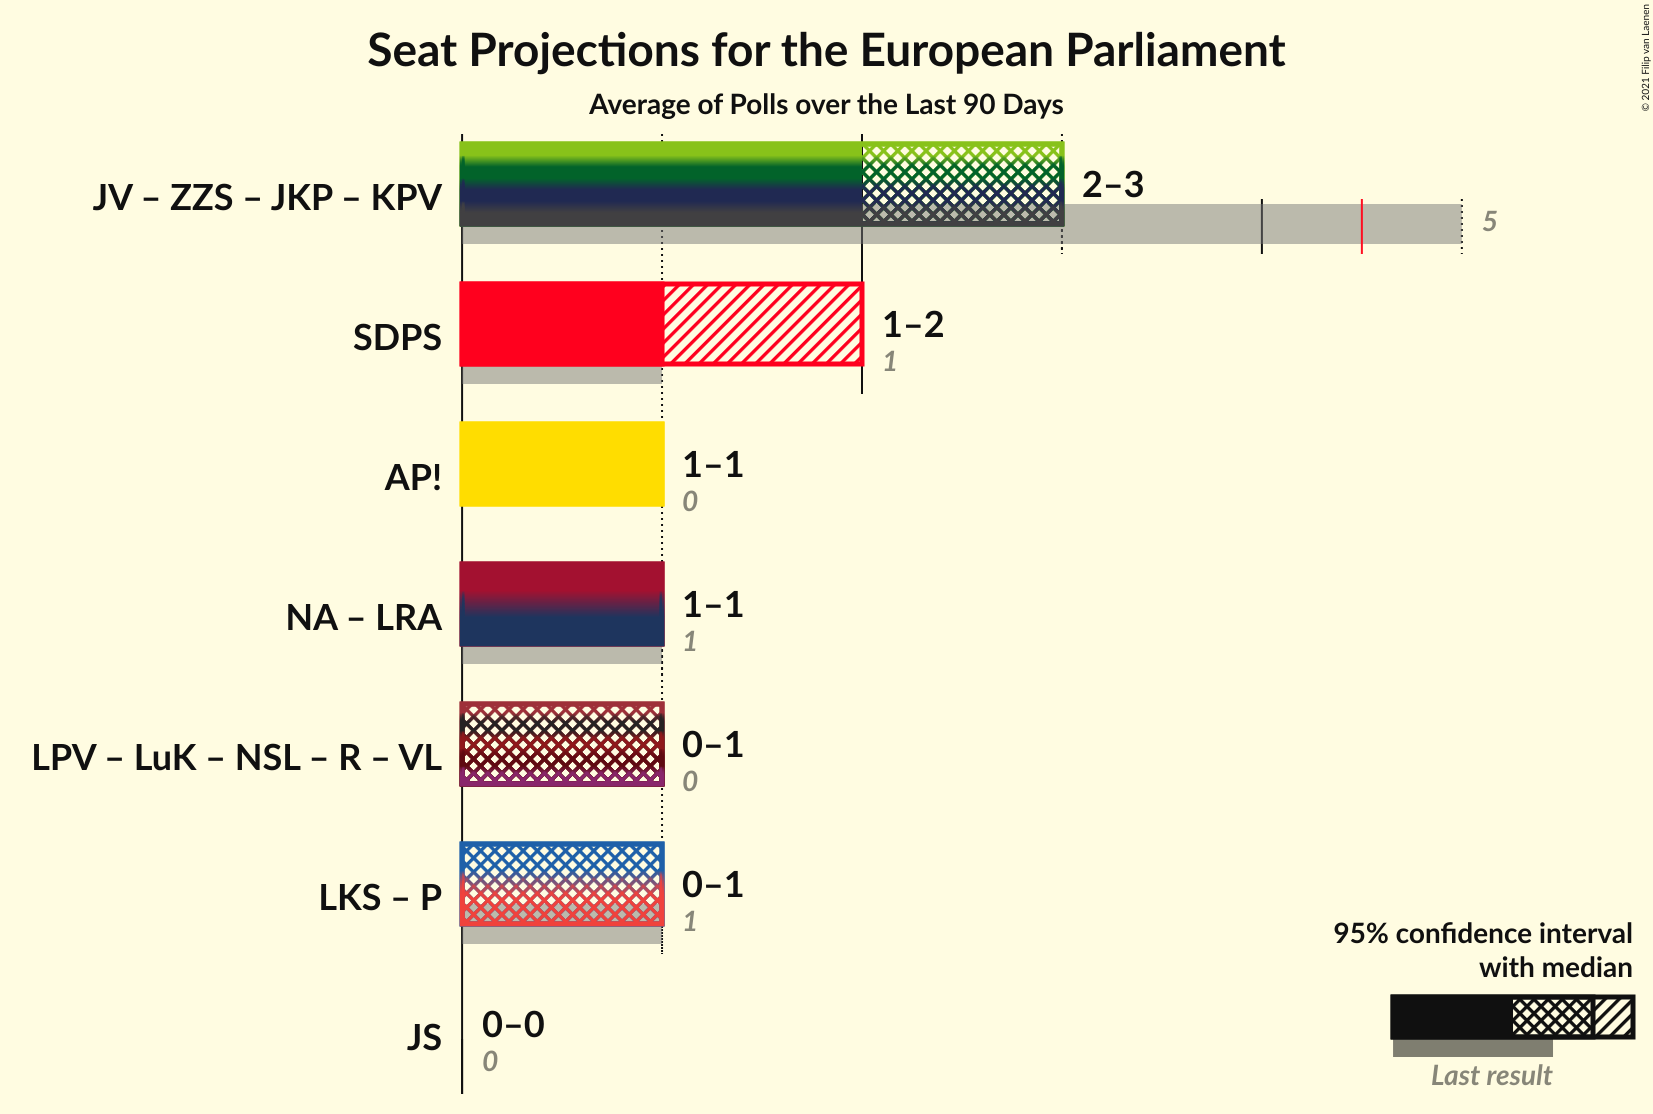 Seat Projections for the European Parliament
Average of Polls over the Last 90 Days
© 2021 Filip van Laenen
JV – ZZS – JKP – KPV
2–3
5
SDPS
1–2
1
AP!
1–1
0
NA – LRA
1–1
1
LPV – LuK – NSL – R – VL
0–1
0
LKS – P
0–1
1
JS
0–0
0
95% confidence interval
with median
Last result